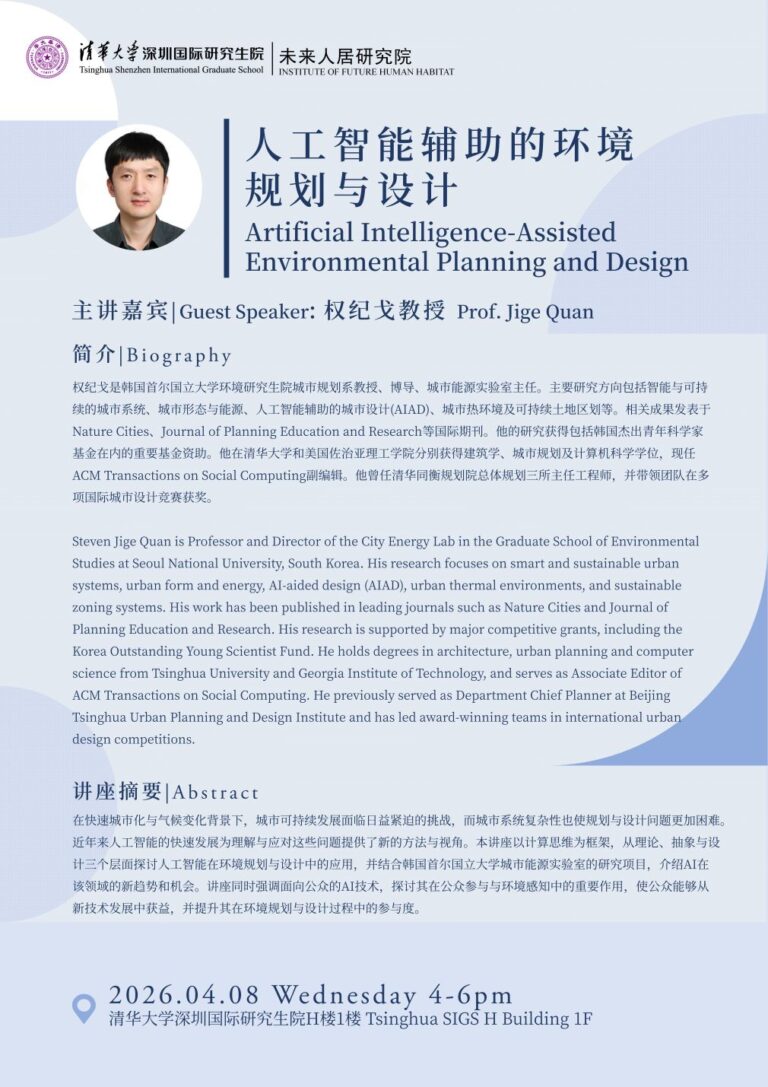 清华大学深圳国际研究生院
Tsinghua Shenzhen International Graduate School
未来人居研究院
INSTITUTE OF FUTURE HUMAN HABITAT
人工智能辅助的环境
规划与设计
Artificial Intelligence-Assisted
Environmental Planning and Design
主讲嘉宾|Guest Speaker: 权纪戈教授 Prof. Jige Quan
简介|Biography
权纪戈是韩国首尔国立大学环境研究生院城市规划系教授、博导、城市能源实验室主任。主要研究方向包括智能与可持
续的城市系统、城市形态与能源、人工智能辅助的城市设计(AIAD)、城市热环境及可持续土地区划等。相关成果发表于
Nature Cities、Journal of Planning Education and Research等国际期刊。他的研究获得包括韩国杰出青年科学家
基金在内的重要基金资助。他在清华大学和美国佐治亚理工学院分别获得建筑学、城市规划及计算机科学学位，现任
ACM Transactions on Social Computing副编辑。他曾任清华同衡规划院总体规划三所主任工程师，并带领团队在多
项国际城市设计竞赛获奖。
Steven Jige Quan is Professor and Director of the City Energy Lab in the Graduate School of Environmental
Studies at Seoul National University, South Korea. His research focuses on smart and sustainable urban
systems, urban form and energy, AI-aided design (AIAD), urban thermal environments, and sustainable
zoning systems. His work has been published in leading journals such as Nature Cities and Journal of
Planning Education and Research. His research is supported by major competitive grants, including the
Korea Outstanding Young Scientist Fund. He holds degrees in architecture, urban planning and computer
science from Tsinghua University and Georgia Institute of Technology, and serves as Associate Editor of
ACM Transactions on Social Computing. He previously served as Department Chief Planner at Beijing
Tsinghua Urban Planning and Design Institute and has led award-winning teams in international urban
design competitions.
讲座摘要|Abstract
在快速城市化与气候变化背景下，城市可持续发展面临日益紧迫的挑战，而城市系统复杂性也使规划与设计问题更加困难。
近年来人工智能的快速发展为理解与应对这些问题提供了新的方法与视角。本讲座以计算思维为框架，从理论、抽象与设
计三个层面探讨人工智能在环境规划与设计中的应用，并结合韩国首尔国立大学城市能源实验室的研究项目，介绍AI在
该领域的新趋势和机会。讲座同时强调面向公众的AI技术，探讨其在公众参与与环境感知中的重要作用，使公众能够从
新技术发展中获益，并提升其在环境规划与设计过程中的参与度。
2026.04.08 Wednesday 4-6pm
清华大学深圳国际研究生院H楼1楼 Tsinghua SIGS H Building 1F